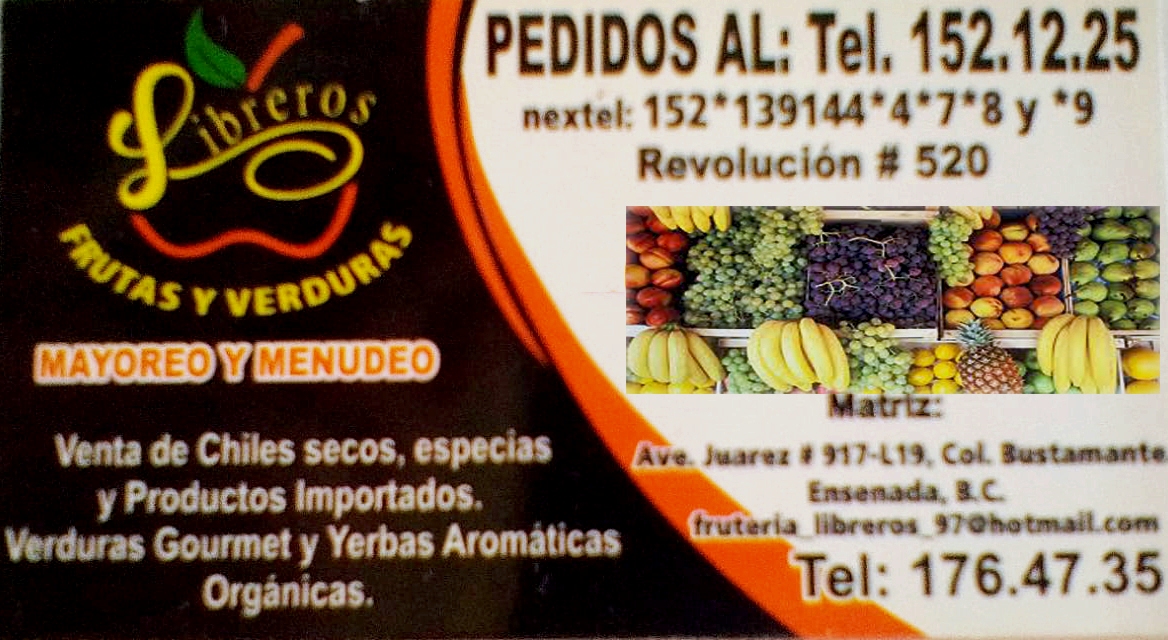 Libreros
FRUTAS Y VERDURAS
MAYOREO Y MENUDEO
Venta de Chiles secos, especias
y Productos Importados.
Verduras Gourmet y Yerbas Aromáticas
Orgánicas.
PEDIDOS AL: Tel. 152.12.25
nextel: 152*139144*4*7*8 y *9
Revolución # 520
Matriz:
Ave. Juarez # 917-L19, Col. Bustamante
Ensenada, B.C.
fruteria_libreros_97@hotmail.com
Tel: 176.47.35